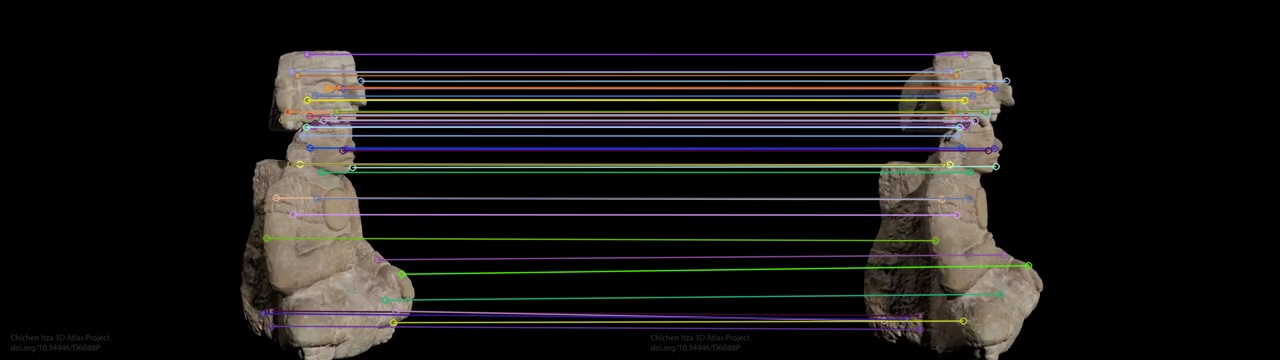 Chichen Itza 3D Atlas Project
doi.org/10.34946/D6B88P
Chichen Itza 3D Atlas Project
doi.org/10.34946/D6B88P